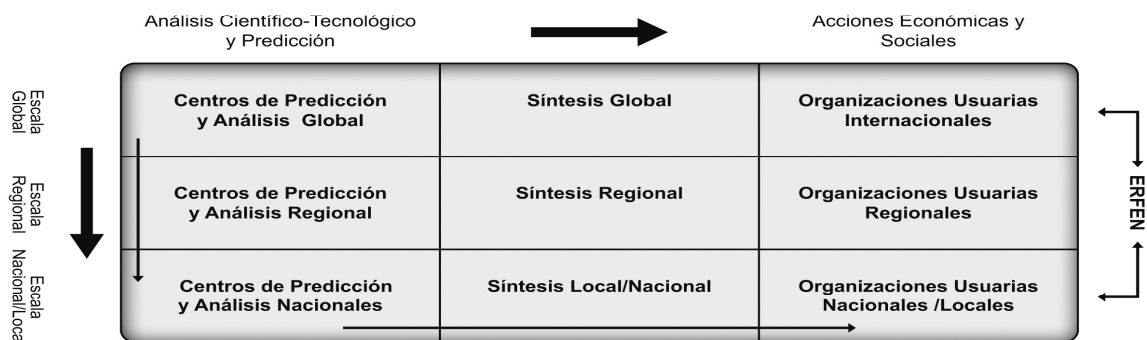 Análisis Científico-Tecnológico
y Predicción
Acciones Económicas y
Sociales
Escala
Global
Centros de Predicción
y Análisis Global
Síntesis Global
Organizaciones Usuarias
Internacionales
Escala
Regional
Centros de Predicción
y Análisis Regional
Síntesis Regional
Organizaciones Usuarias
Regionales
ERFEN
Escala
Nacional/Loca
Centros de Predicción
y Análisis Nacionales
Síntesis Local/Nacional
Organizaciones Usuarias
Nacionales /Locales